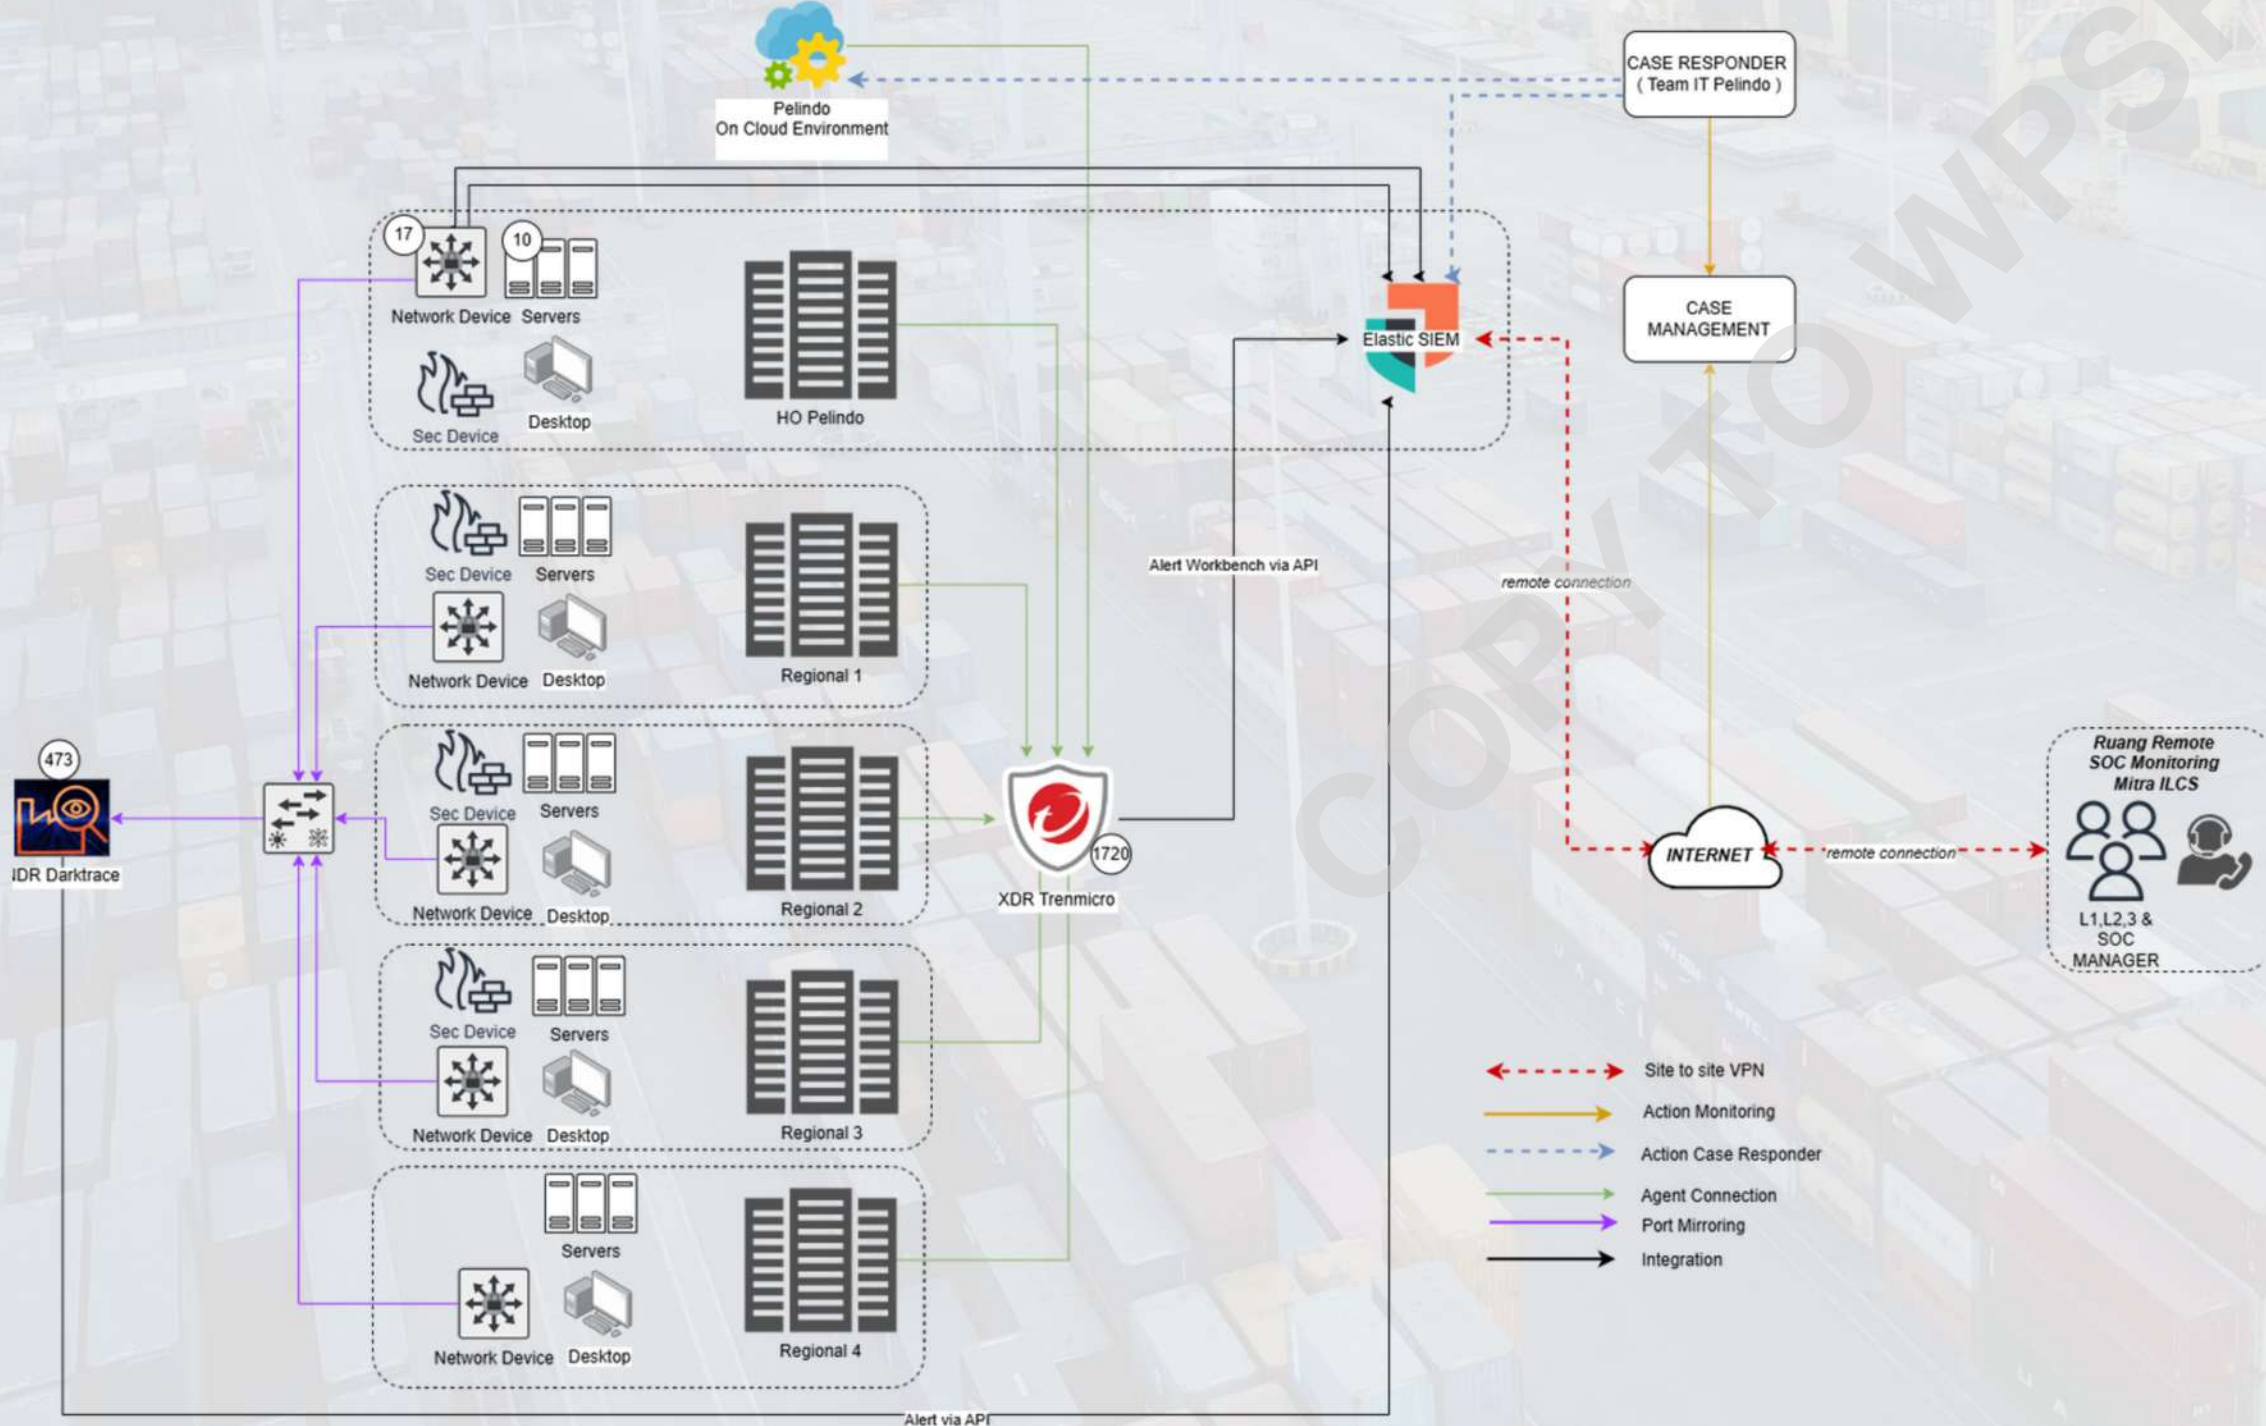 Pelindo
On Cloud Environment
CASE RESPONDER
( Team IT Pelindo )
17
10
Network Device
Servers
Sec Device
Desktop
HO Pelindo
Elastic SIEM
CASE
MANAGEMENT
Sec Device
Servers
Network Device
Desktop
Regional 1
Alert Workbench via API
remote connection
473
NDR Darktrace
Sec Device
Servers
Network Device
Desktop
Regional 2
1720
XDR Trenmicro
INTERNET
remote connection
Ruang Remote
SOC Monitoring
Mitra ILCS
L1,L2,3 &
SOC
MANAGER
Sec Device
Servers
Network Device
Desktop
Regional 3
Servers
Network Device
Desktop
Regional 4
Site to site VPN
Action Monitoring
Action Case Responder
Agent Connection
Port Mirroring
Integration
Alert via API
COPY TO